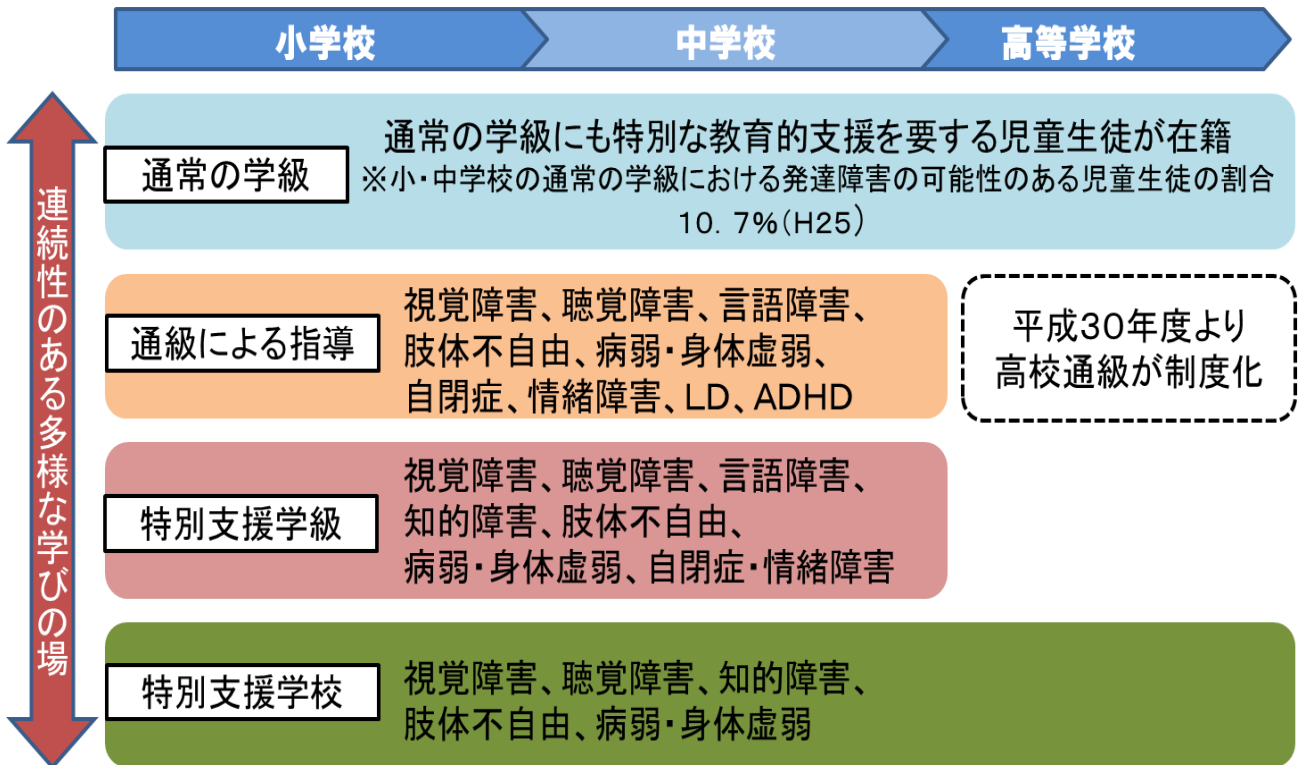 小学校
中学校
高等学校
連続性のある多様な学びの場
通常の学級
通常の学級にも特別な教育的支援を要する児童生徒が在籍
※小・中学校の通常の学級における発達障害の可能性のある児童生徒の割合
10.7%(H25)
通級による指導
視覚障害、聴覚障害、言語障害、
肢体不自由、病弱・身体虚弱、
自閉症、情緒障害、LD、ADHD
平成30年度より
高校通級が制度化
特別支援学級
視覚障害、聴覚障害、言語障害、
知的障害、肢体不自由、
病弱・身体虚弱、自閉症・情緒障害
特別支援学校
視覚障害、聴覚障害、知的障害、
肢体不自由、病弱・身体虚弱